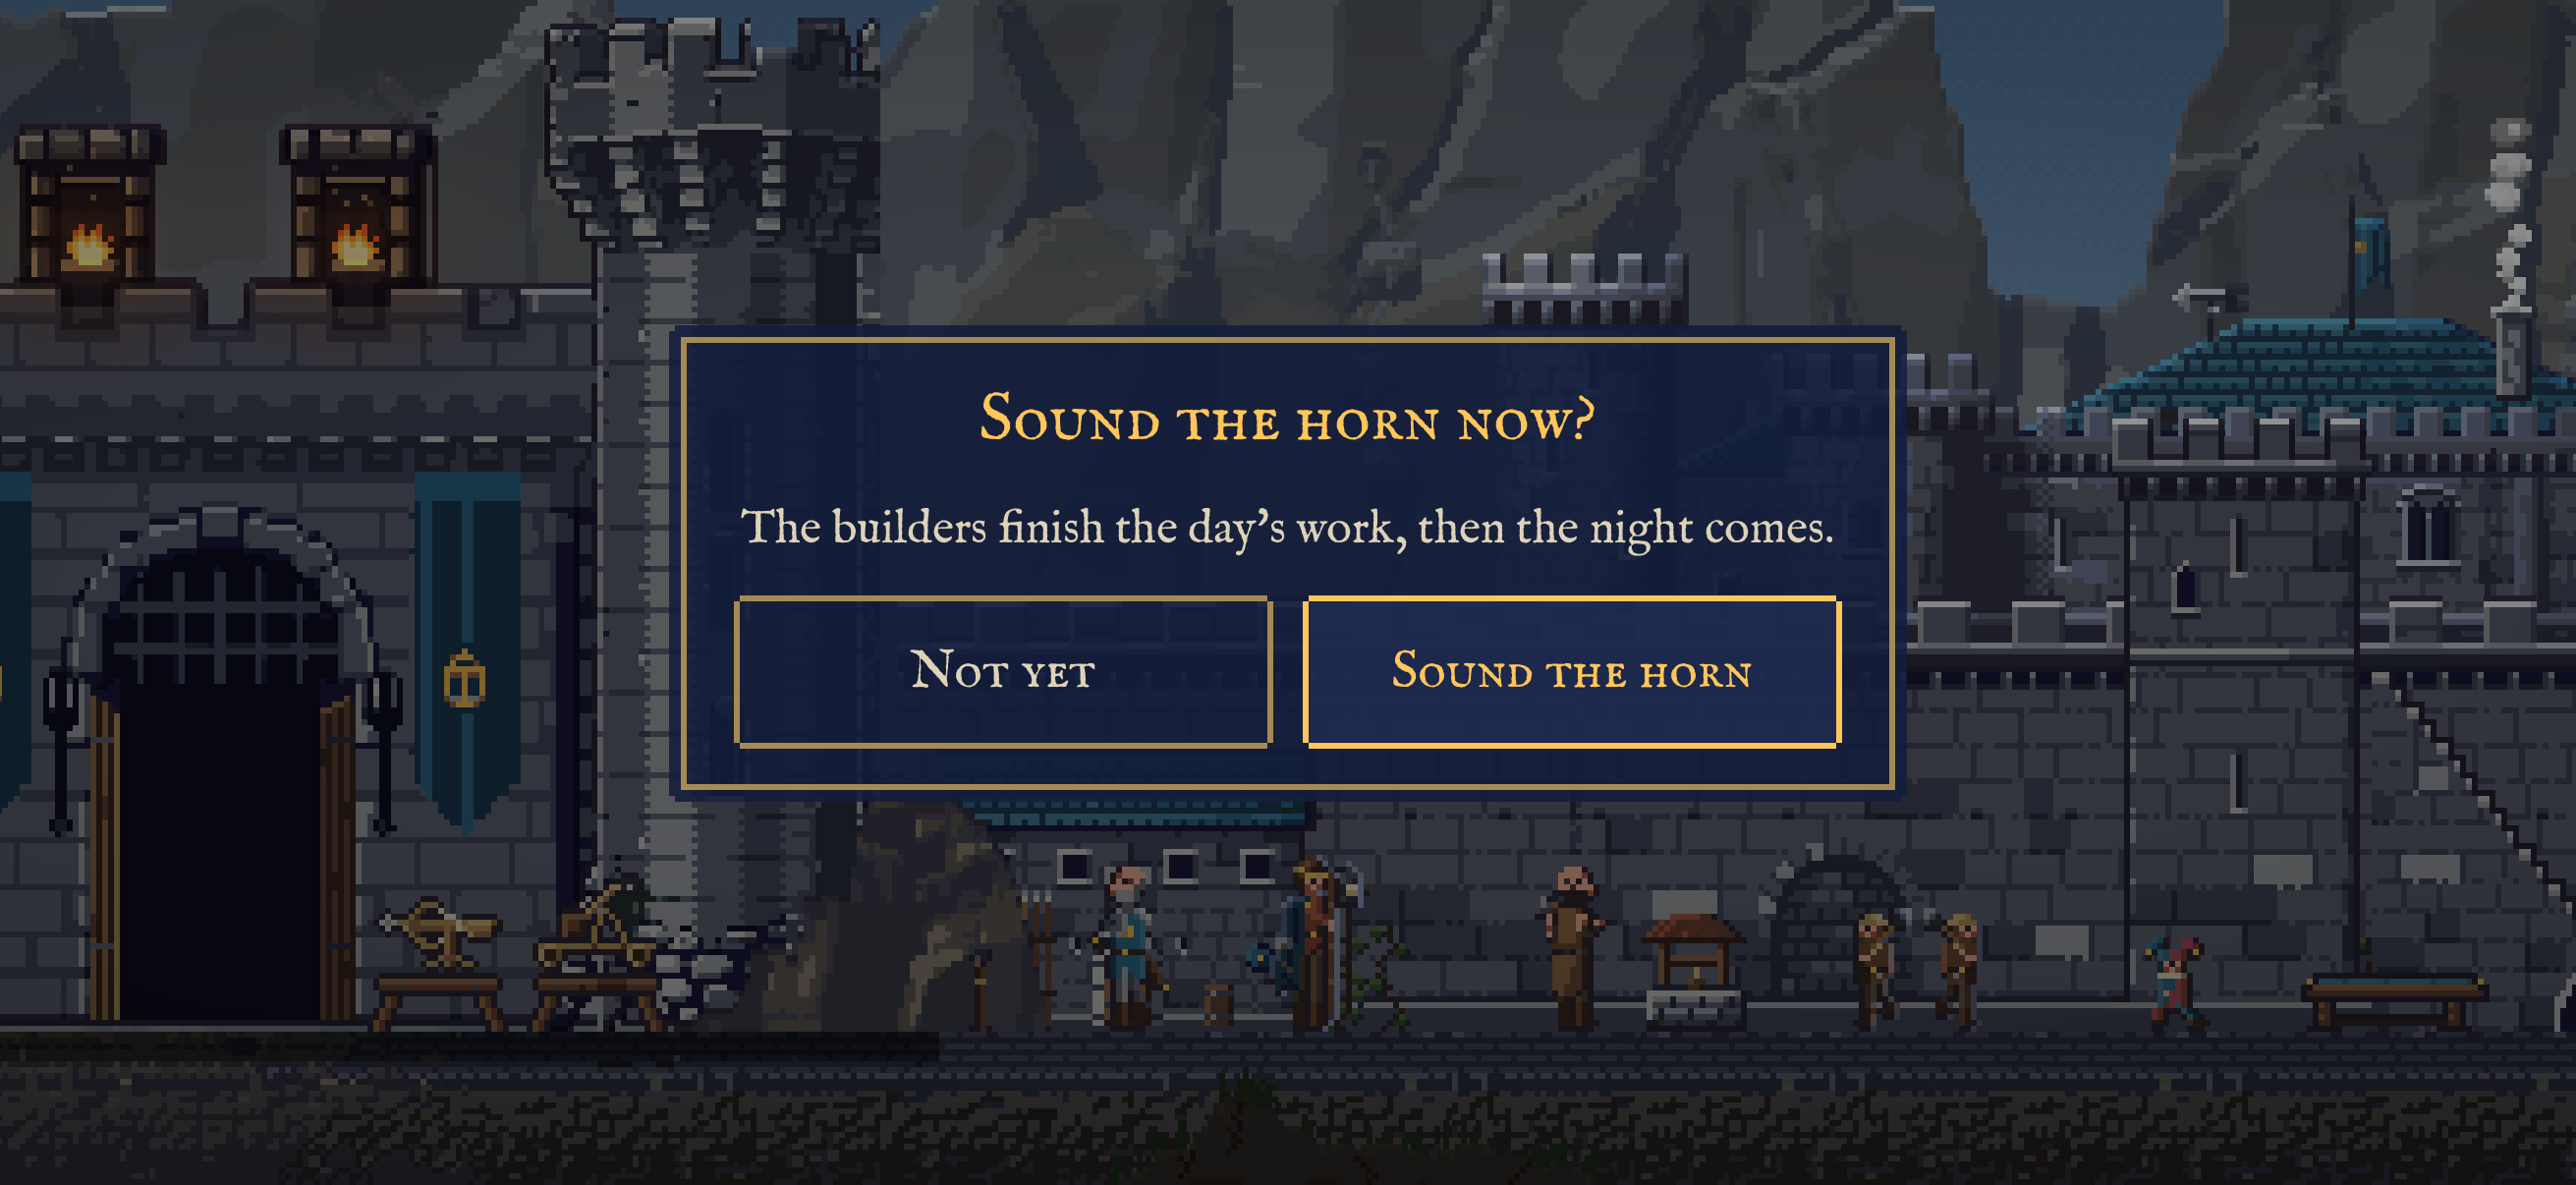 Sound the horn now?
The builders finish the day's work, then the night comes.
Not yet
Sound the horn